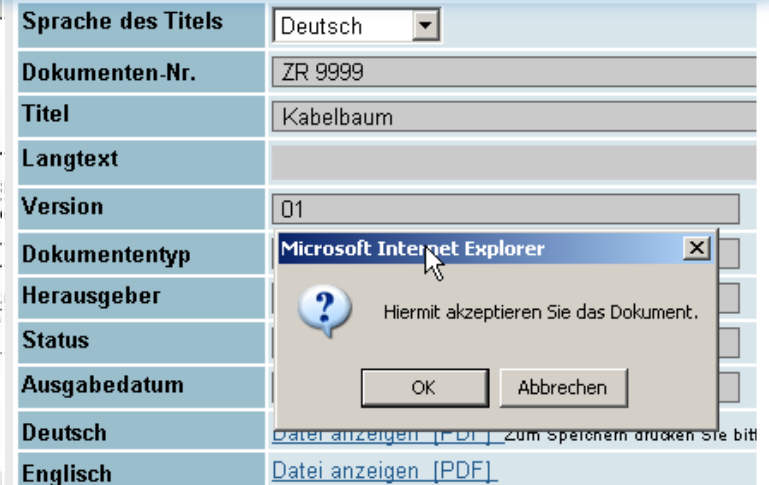 Sprache des Titels Deutsch
Dokumenten-Nr. ZR 9999
Titel Kabelbaum
Langtext
Version 01
Microsoft Internet Explorer
Dokumententyp
Herausgeber
Hiermit akzeptieren Sie das Dokument.
Status
Ausgabedatum
OK Abbrechen
Deutsch Datei anzeigen [PDF] Zum Speichern drücken Sie
Englisch Datei anzeigen [PDF]